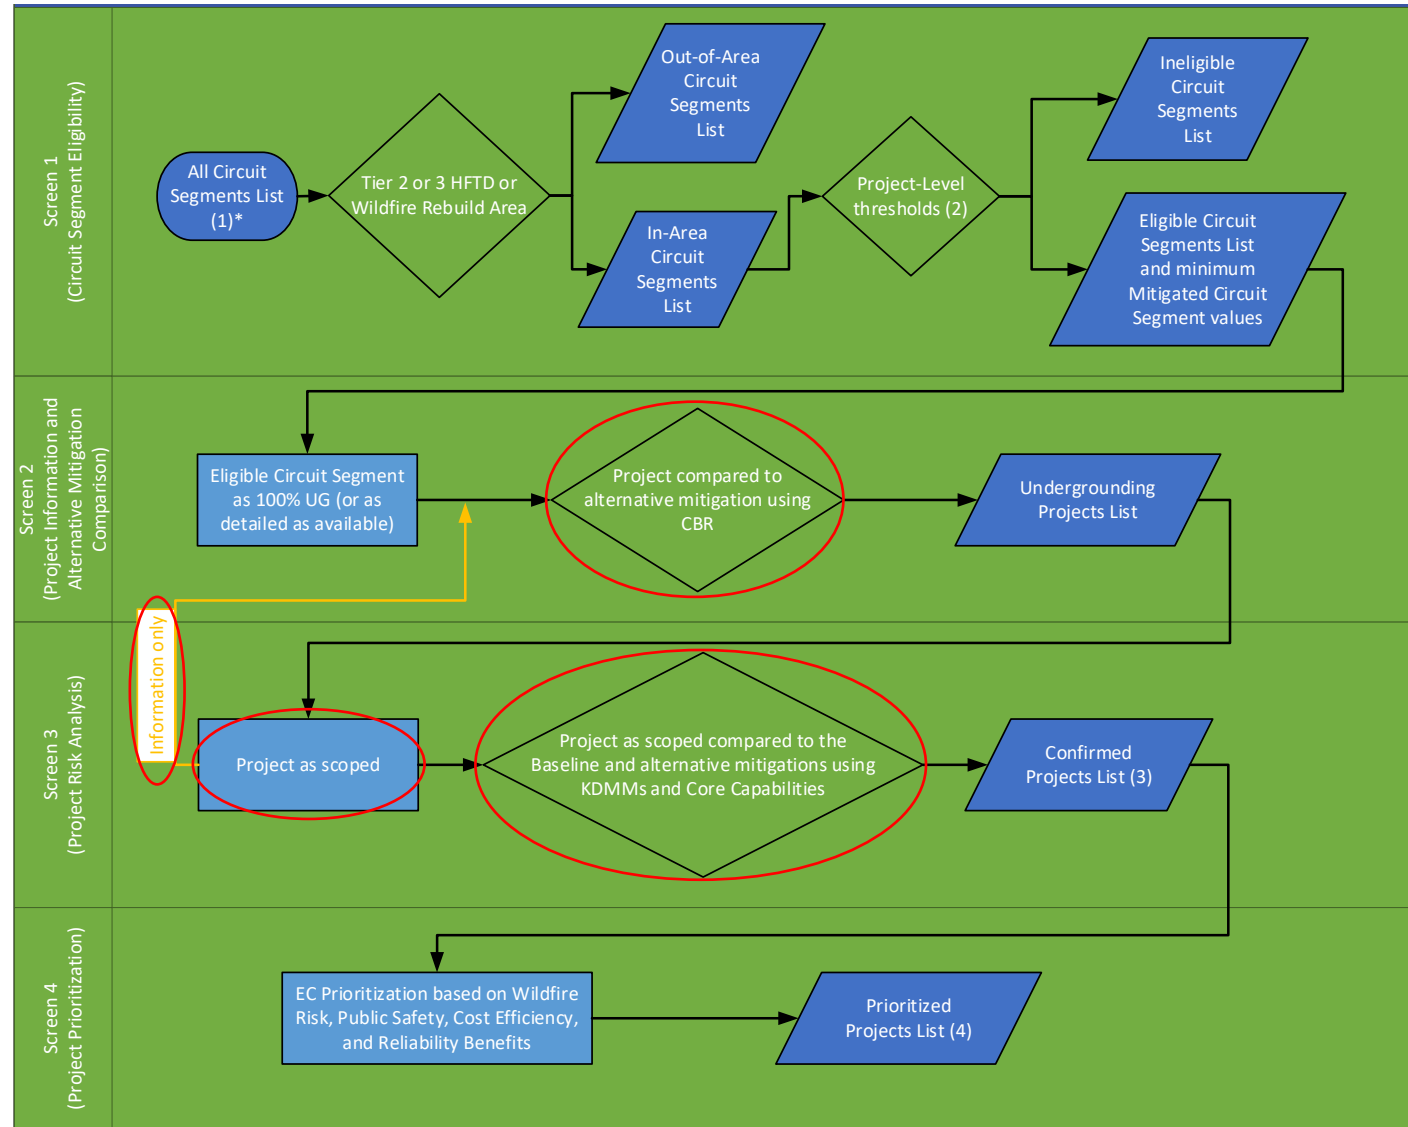 Screen 1
(Circuit Segment Eligibility)
All Circuit
Segments List
(1)*
Tier 2 or 3 HFTD or
Wildfire Rebuild Area
Out-of-Area
Circuit
Segments
List
In-Area
Circuit
Segments
List
Project-Level
thresholds (2)
Ineligible
Circuit
Segments
List
Eligible Circuit
Segments List
and minimum
Mitigated Circuit
Segment values
Screen 2
(Project Information and
Alternative Mitigation
Comparison)
Eligible Circuit Segment
as 100% UG (or as
detailed as available)
Project compared to
alternative mitigation using
CBR
Undergrounding
Projects List
Information only
Screen 3
(Project Risk Analysis)
Project as scoped
Project as scoped compared to the
Baseline and alternative mitigations using
KDMMs and Core Capabilities
Confirmed
Projects List (3)
Screen 4
(Project Prioritization)
EC Prioritization based on Wildfire
Risk, Public Safety, Cost Efficiency,
and Reliability Benefits
Prioritized
Projects List (4)